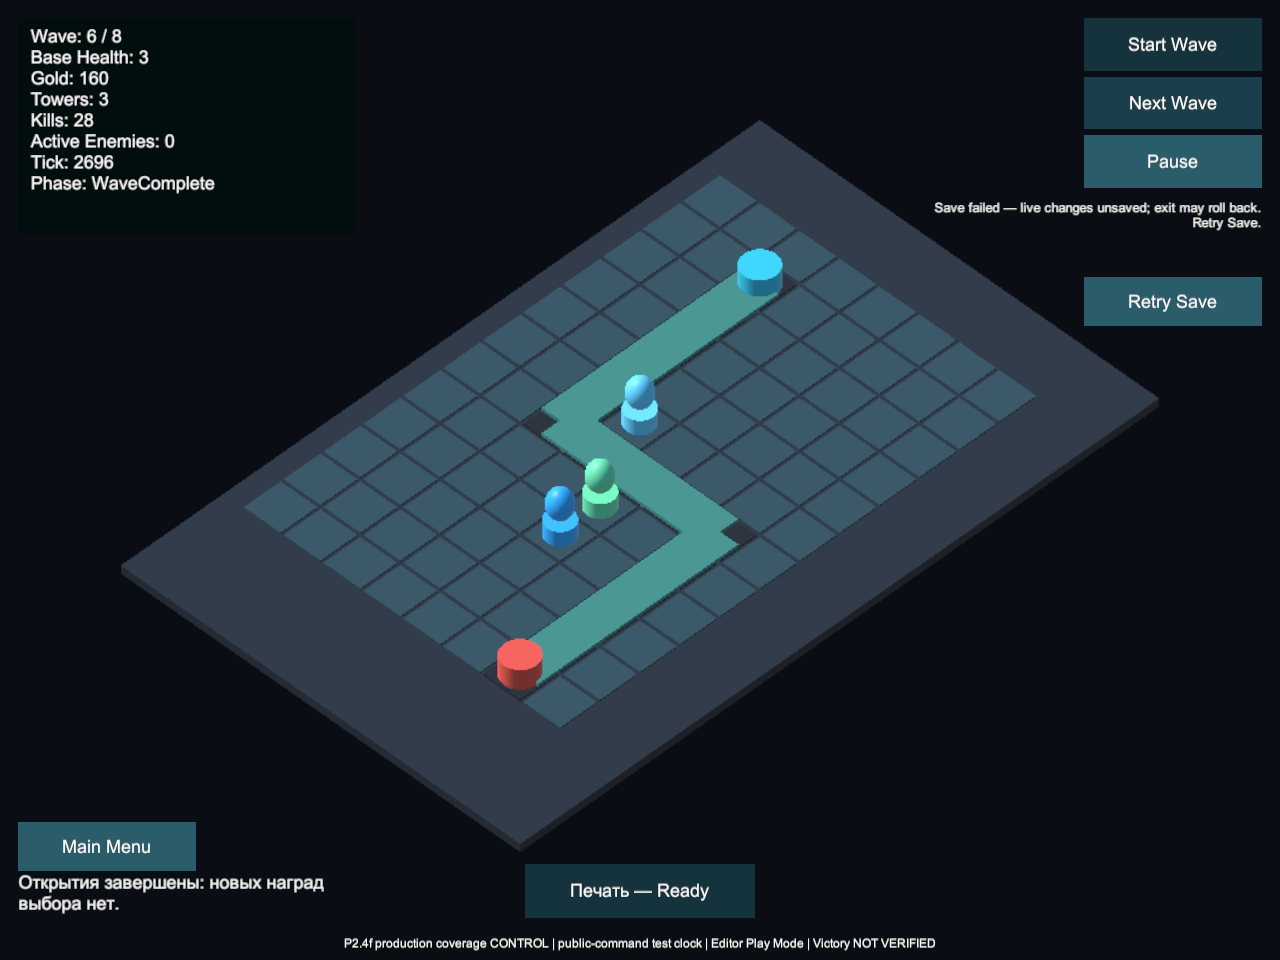 Wave: 6 / 8
Base Health: 3
Gold: 160
Towers: 3
Kills: 28
Active Enemies: 0
Tick: 2696
Phase: WaveComplete
Start Wave
Next Wave
Pause
Save failed — live changes unsaved; exit may roll back.
Retry Save.
Retry Save
Main Menu
Открытия завершены: новых наград
выбора нет.
Печать — Ready
P2.4f production coverage CONTROL | public-command test clock | Editor Play Mode | Victory NOT VERIFIED